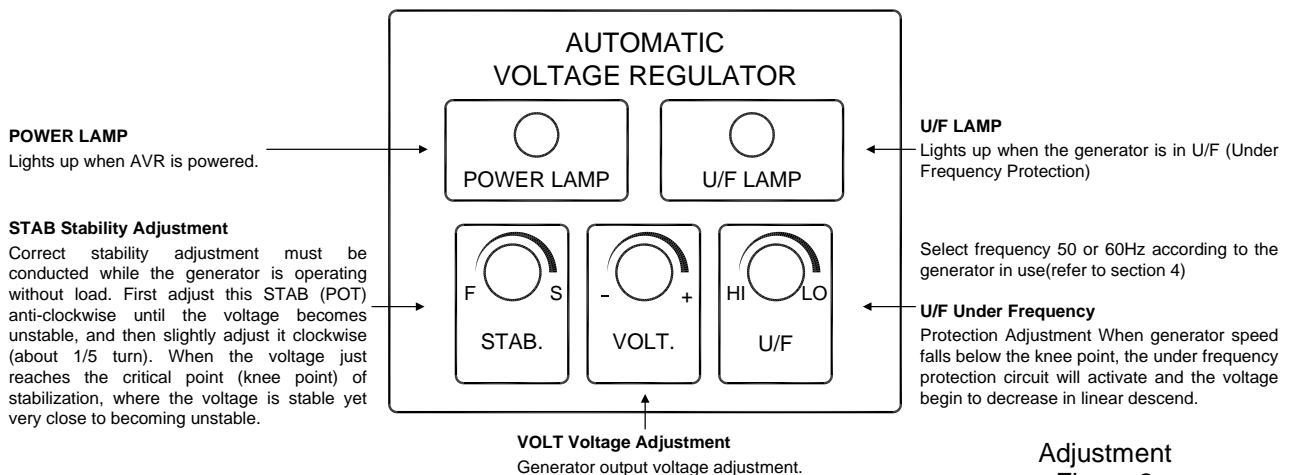 AUTOMATIC
VOLTAGE REGULATOR
POWER LAMP
U/F LAMP
F
S
STAB.
-
+
VOLT.
HI
LO
U/F
POWER LAMP
Lights up when AVR is powered.
STAB Stability Adjustment
Correct stability adjustment must be
conducted while the generator is operating
without load. First adjust this STAB (POT)
anti-clockwise until the voltage becomes
unstable, and then slightly adjust it clockwise
(about 1/5 turn). When the voltage just
reaches the critical point (knee point) of
stabilization, where the voltage is stable yet
very close to becoming unstable.
VOLT Voltage Adjustment
Generator output voltage adjustment.
U/F LAMP
Lights up when the generator is in U/F (Under
Frequency Protection)
Select frequency 50 or 60Hz according to the
generator in use(refer to section 4)
U/F Under Frequency
Protection Adjustment When generator speed
falls below the knee point, the under frequency
protection circuit will activate and the voltage
begin to decrease in linear descend.
Adjustment